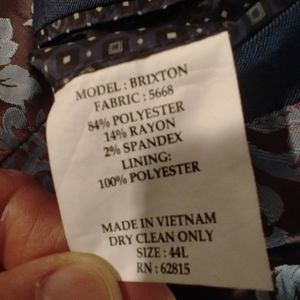 MODEL : BRIXTON
FABRIC : 5668
84% POLYESTER
14% RAYON
2% SPANDEX
LINING:
100% POLYESTER
MADE IN VIETNAM
DRY CLEAN ONLY
SIZE : 44L
RN : 62815